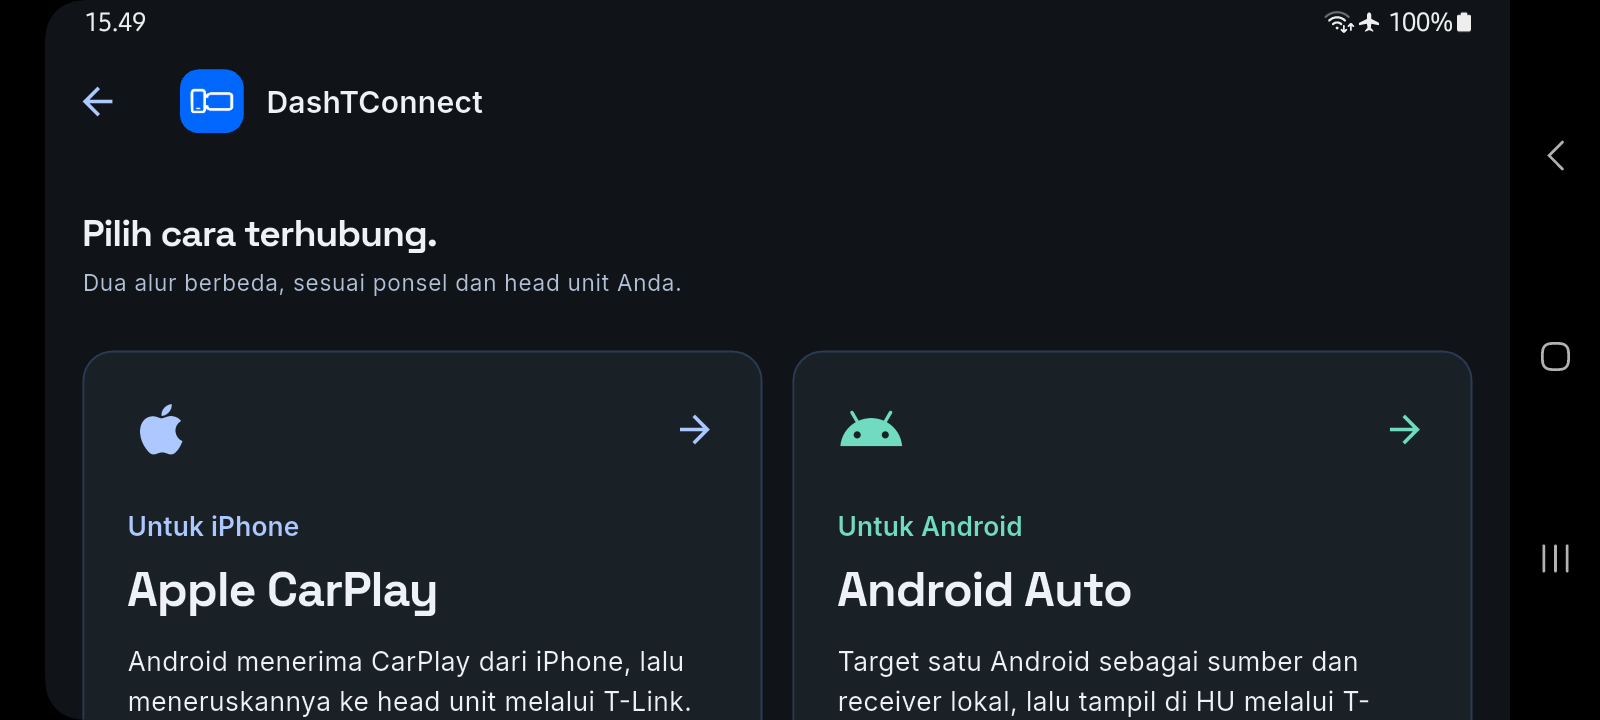 15.49
100%
DashTConnect
Pilih cara terhubung.
Dua alur berbeda, sesuai ponsel dan head unit Anda.
Untuk iPhone
Apple CarPlay
Android menerima CarPlay dari iPhone, lalu
meneruskannya ke head unit melalui T-Link.
Untuk Android
Android Auto
Target satu Android sebagai sumber dan
receiver lokal, lalu tampil di HU melalui T-